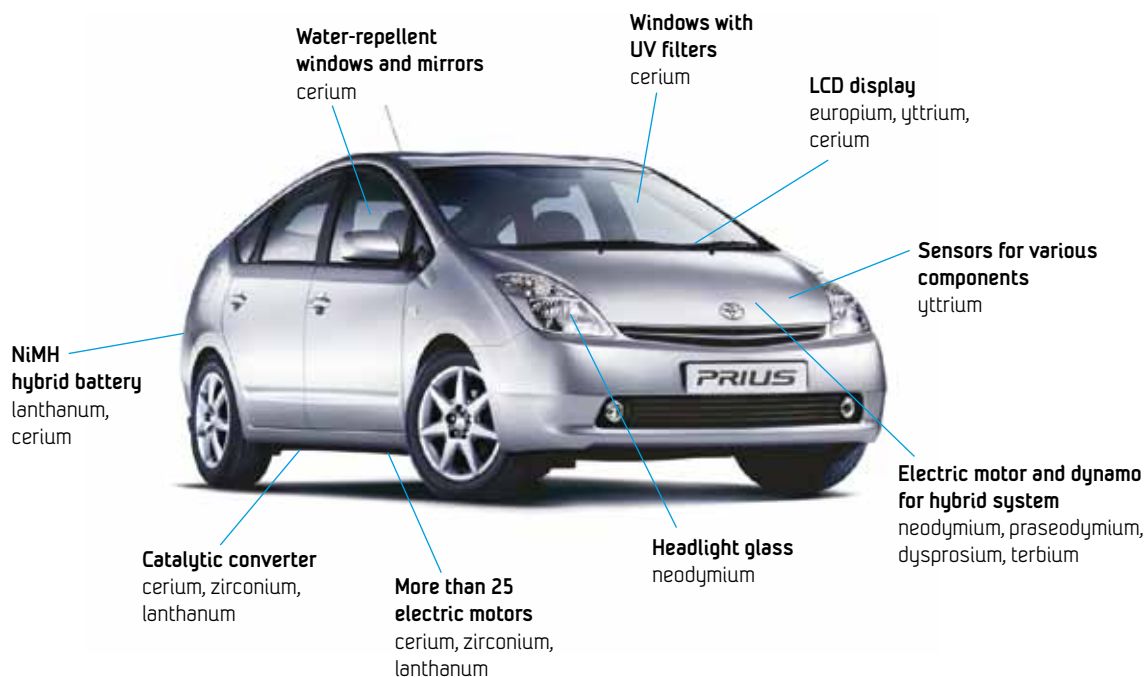 Water-repellent
windows and mirrors
cerium
Windows with
UV filters
cerium
LCD display
europium, yttrium,
cerium
Sensors for various
components
yttrium
NiMH
hybrid battery
lanthanum,
cerium
PRIUS
Electric motor and dynamo
for hybrid system
neodymium, praseodymium,
dysprosium, terbium
Headlight glass
neodymium
Catalytic converter
cerium, zirconium,
lanthanum
More than 25
electric motors
cerium, zirconium,
lanthanum